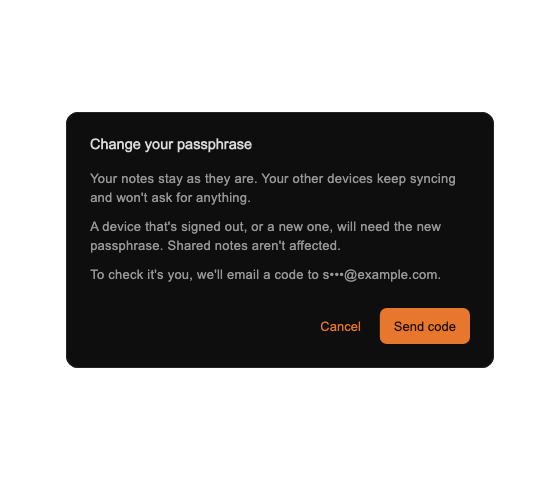 Change your passphrase
Your notes stay as they are. Your other devices keep syncing
and won't ask for anything.
A device that's signed out, or a new one, will need the new
passphrase. Shared notes aren't affected.
To check it's you, we'll email a code to s•••@example.com.
Cancel
Send code